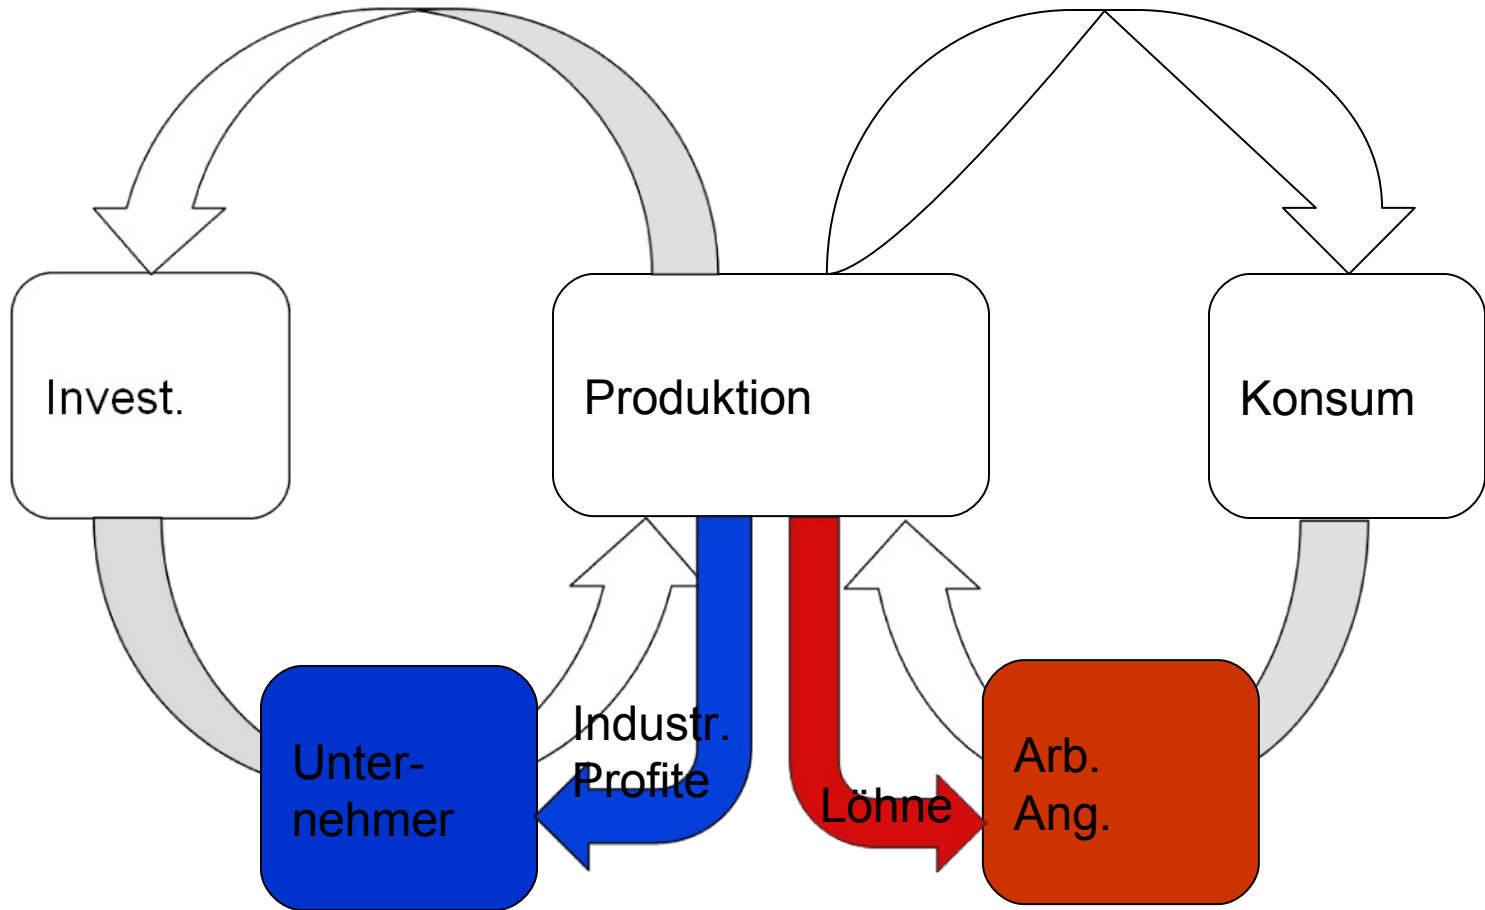 Invest.
Produktion
Konsum
Unter-
nehmer
Industr.
Profite
Löhne
Arb.
Ang.